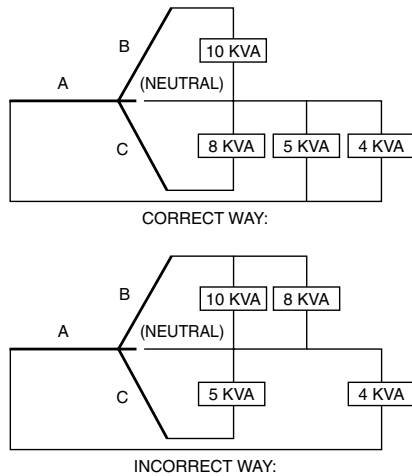 B
10 KVA
A
(NEUTRAL)
C
8 KVA
5 KVA
4 KVA
CORRECT WAY:
B
10 KVA
8 KVA
A
(NEUTRAL)
C
5 KVA
4 KVA
INCORRECT WAY: